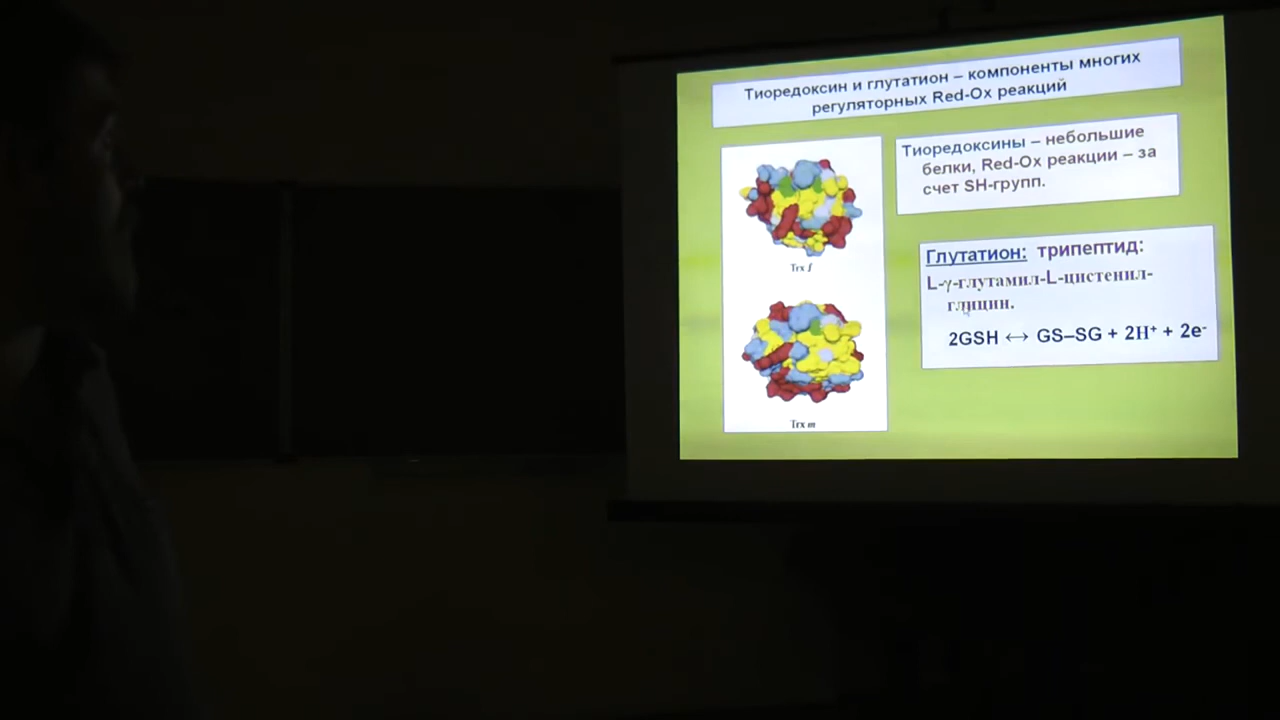 Тиоредоксин и глутатион – компоненты многих
регуляторных Red-Ox реакций
Тиоредоксины – небольшие
белки, Red-Ox реакции – за
счет SH-групп.
Trx f
Глутатион: трипептид:
L-γ-глутамил-L-цистенил-
глицин.
2GSH ↔ GS–SG + 2H⁺ + 2e⁻
Trx m